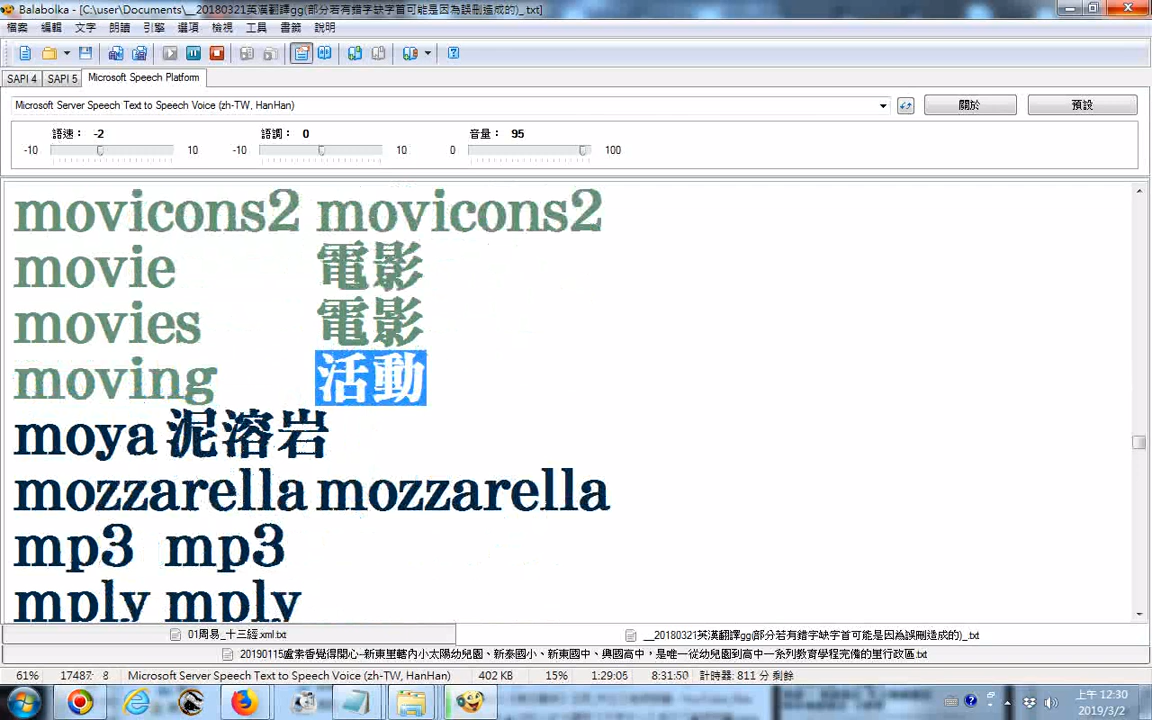 Balabolka - [C:\user\Documents\__20180321英漢翻譯gg(部分若有錯字缺字首可能是因為誤刪造成的)_.txt]
檔案 編輯 文字 朗讀 引擎 選項 檢視 工具 書籤 說明
SAPI 4 SAPI 5 Microsoft Speech Platform
Microsoft Server Speech Text to Speech Voice (zh-TW, HanHan) 關於 預設
語速： -2 語調： 0 音量： 95
-10 10 -10 10 0 100
movicons2 movicons2
movie 電影
movies 電影
moving 活動
moya 泥溶岩
mozzarella mozzarella
mp3 mp3
mply mply
01周易_十三經.xml.txt __20180321英漢翻譯gg(部分若有錯字缺字首可能是因為誤刪造成的)_.txt
20190115盧素香覺得開心-新東里轄內小太陽幼兒園、新泰國小、新東國中、興國高中，是唯一從幼兒園到高中一糸列教育學程完備的里行政區.txt
61% 17487: 8 Microsoft Server Speech Text to Speech Voice (zh-TW, HanHan) 402 KB 15% 1:29:05 8:31:50 計時器: 811 分 剩餘
上午 12:30
2019/3/2